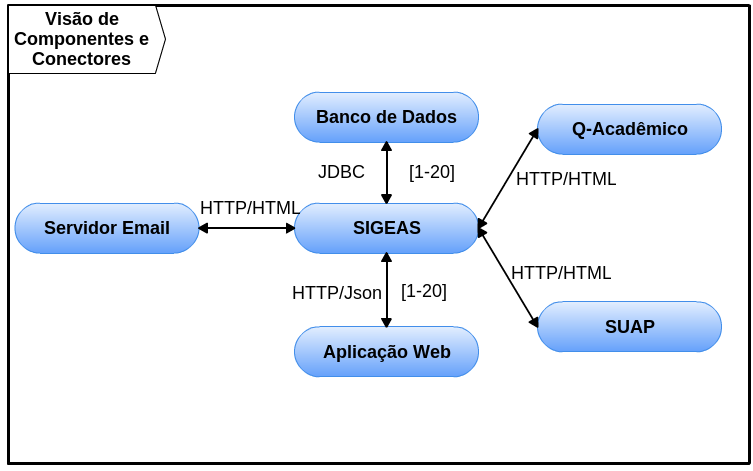 Visão de
Componentes e
Conectores
Banco de Dados
Q-Acadêmico
JDBC
[1-20]
HTTP/HTML
HTTP/HTML
Servidor Email
SIGEAS
HTTP/HTML
HTTP/Json
[1-20]
SUAP
Aplicação Web